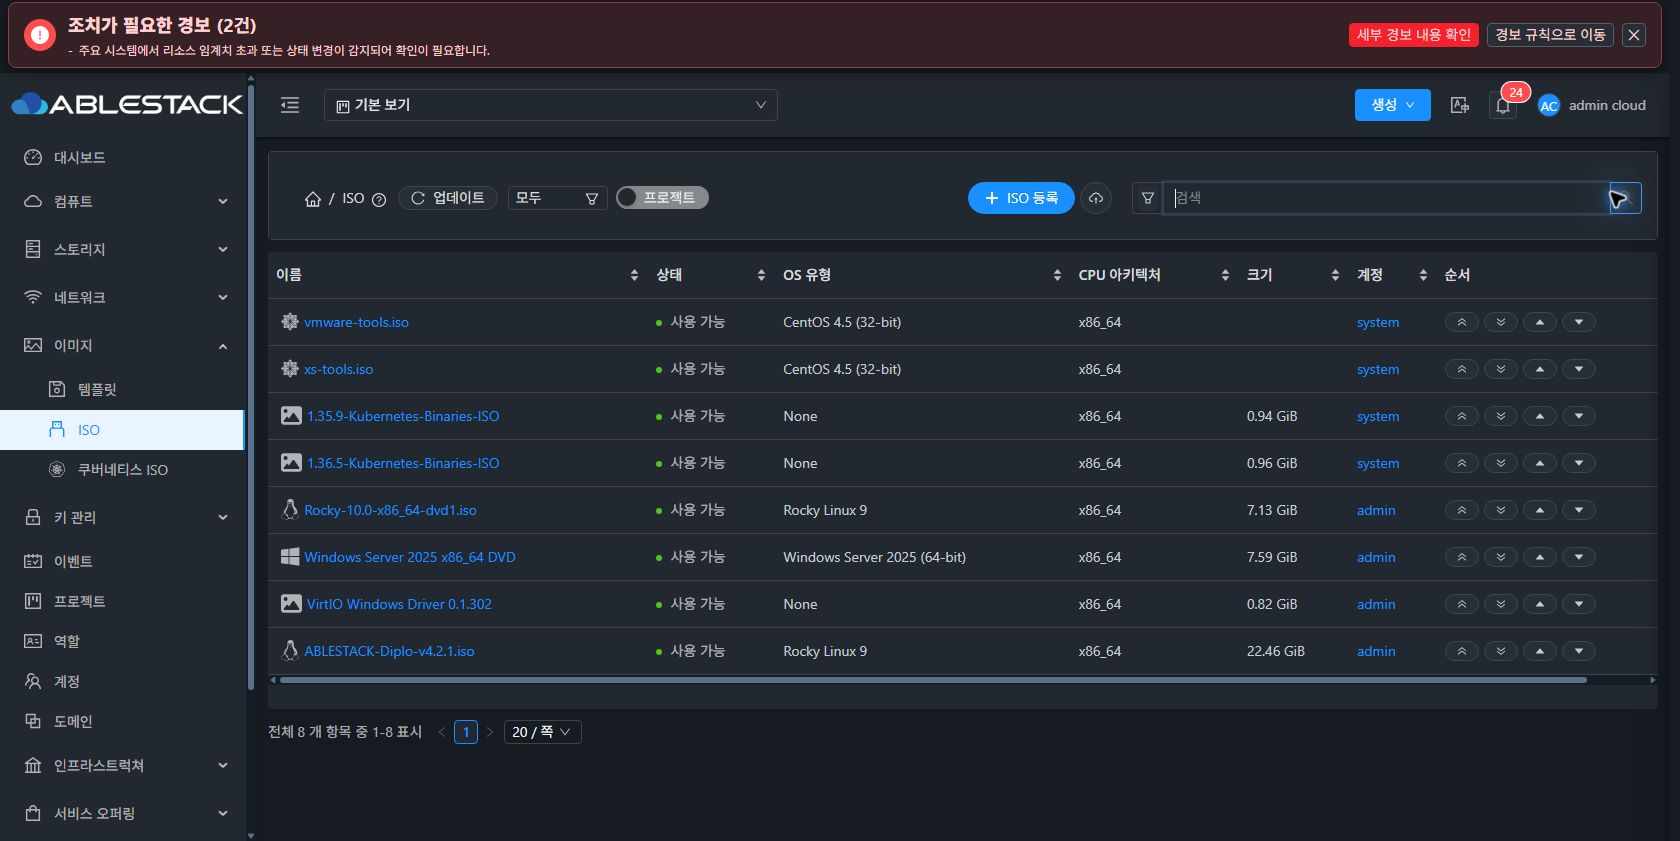 조치가 필요한 경보 (2건)
- 주요 시스템에서 리소스 임계치 초과 또는 상태 변경이 감지되어 확인이 필요합니다.
세부 경보 내용 확인
경보 규칙으로 이동
ABLESTACK
기본 보기
생성
24
AC
admin cloud
대시보드
컴퓨트
스토리지
네트워크
이미지
템플릿
ISO
쿠버네티스 ISO
키 관리
이벤트
프로젝트
역할
계정
도메인
인프라스트럭쳐
서비스 오퍼링
/ ISO
업데이트
모두
프로젝트
+ ISO 등록
검색
이름 상태 OS 유형 CPU 아키텍처 크기 계정 순서
vmware-tools.iso 사용 가능 CentOS 4.5 (32-bit) x86_64 system
xs-tools.iso 사용 가능 CentOS 4.5 (32-bit) x86_64 system
1.35.9-Kubernetes-Binaries-ISO 사용 가능 None x86_64 0.94 GiB system
1.36.5-Kubernetes-Binaries-ISO 사용 가능 None x86_64 0.96 GiB system
Rocky-10.0-x86_64-dvd1.iso 사용 가능 Rocky Linux 9 x86_64 7.13 GiB admin
Windows Server 2025 x86_64 DVD 사용 가능 Windows Server 2025 (64-bit) x86_64 7.59 GiB admin
VirtIO Windows Driver 0.1.302 사용 가능 None x86_64 0.82 GiB admin
ABLESTACK-Diplo-v4.2.1.iso 사용 가능 Rocky Linux 9 x86_64 22.46 GiB admin
전체 8 개 항목 중 1-8 표시
1
20 / 쪽